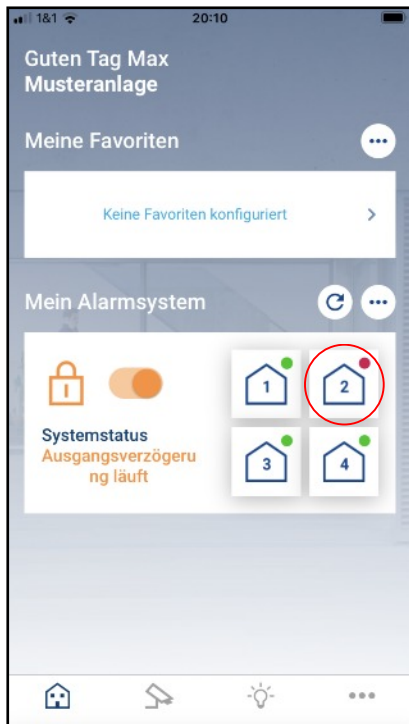 1&1 20:10
Guten Tag Max
Musteranlage
Meine Favoriten
Keine Favoriten konfiguriert
Mein Alarmsystem
1 2
Systemstatus
Ausgangsverzögeru
ng läuft
3 4